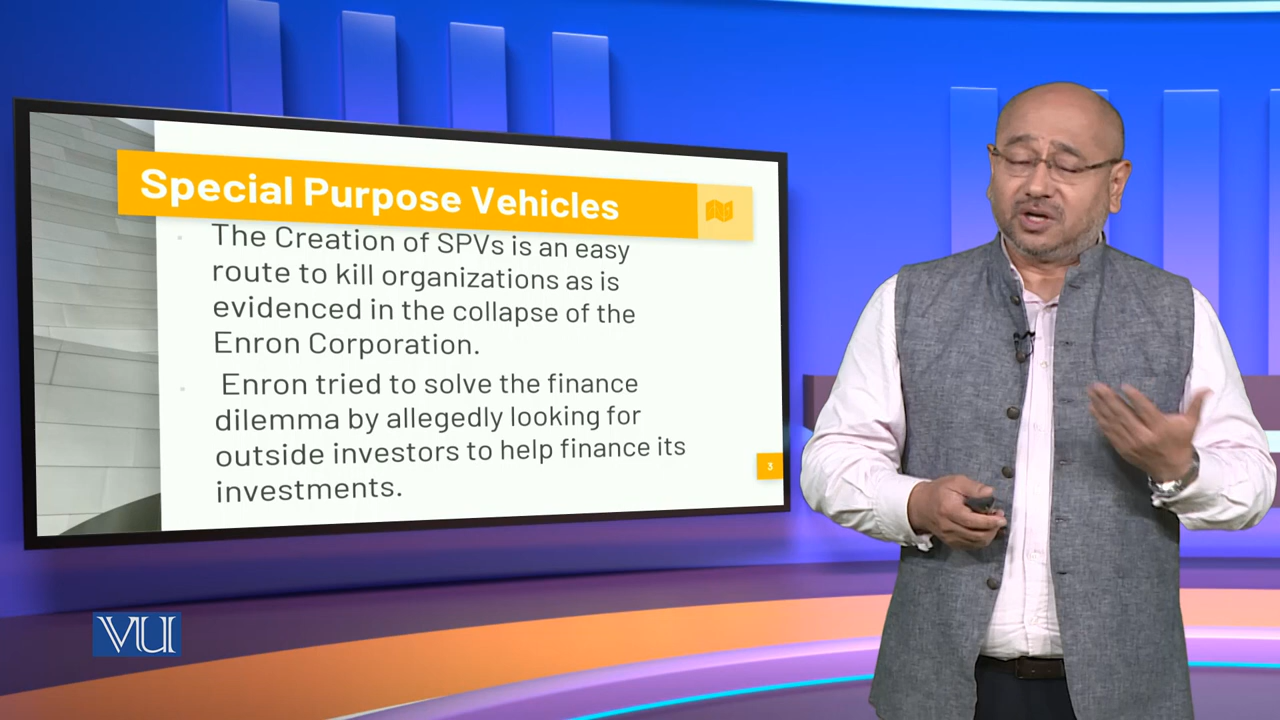 Special Purpose Vehicles
The Creation of SPVs is an easy
route to kill organizations as is
evidenced in the collapse of the
Enron Corporation.
Enron tried to solve the finance
dilemma by allegedly looking for
outside investors to help finance its
investments.
3
VU